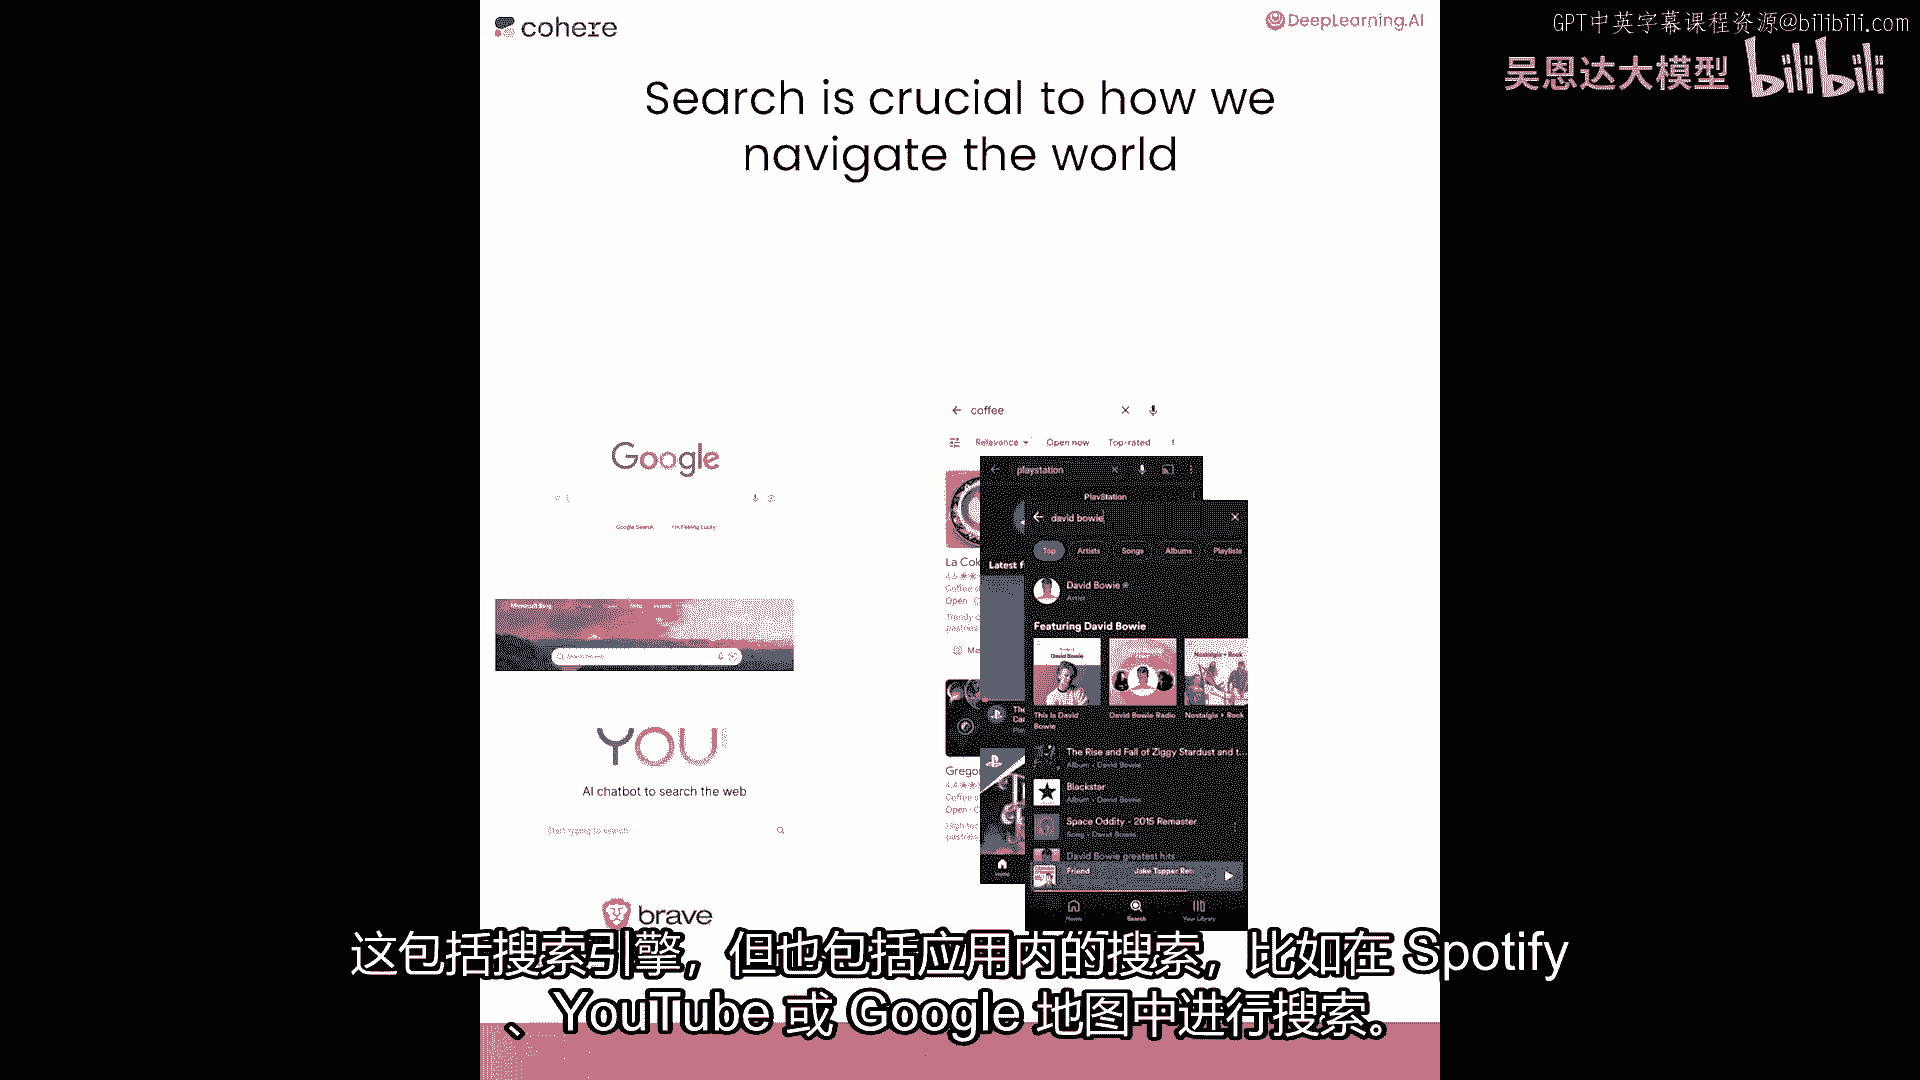 cohere
DeepLearning.AI
GPT中英字幕课程资源@bilibili.com
吴恩达大模型 bilibili
Search is crucial to how we
navigate the world
Google
Google Search I'm Feeling Lucky
Microsoft Bing
YOU
AI chatbot to search the web
Start typing to search
brave
coffee
Relevance Open now Top-rated
La Col
Open
Gregor
Open
playstation
PlayStation
Latest f
david bowie
Top Artists Songs Albums Playlists
David Bowie
Artist
Featuring David Bowie
This Is David
Bowie
David Bowie Radio
Nostalgia + Rock
The Rise and Fall of Ziggy Stardust and t...
Album • David Bowie
Blackstar
Album • David Bowie
Space Oddity - 2015 Remaster
Song • David Bowie
David Bowie greatest hits
Friend
Home Search Your Library
这包括搜索引擎，但也包括应用内的搜索，比如在 Spotify
、YouTube 或 Google 地图中进行搜索。